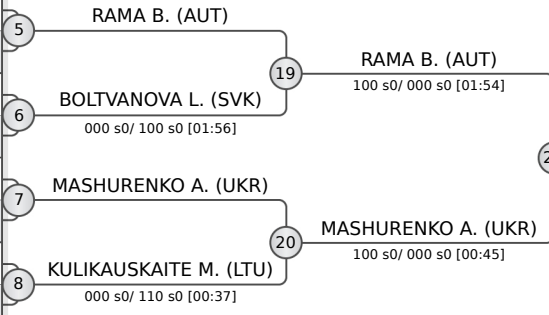 RAMA B. (AUT)
5
19
RAMA B. (AUT)
100 s0/ 000 s0 [01:54]
BOLTVANOVA L. (SVK)
6
000 s0/ 100 s0 [01:56]
2
MASHURENKO A. (UKR)
7
20
MASHURENKO A. (UKR)
100 s0/ 000 s0 [00:45]
KULIKAUSKAITE M. (LTU)
8
000 s0/ 110 s0 [00:37]